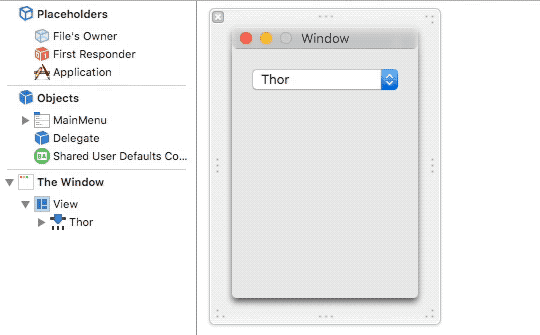 Placeholders
File's Owner
First Responder
Application
Objects
MainMenu
Delegate
Shared User Defaults Co...
The Window
View
Thor
Window
Thor